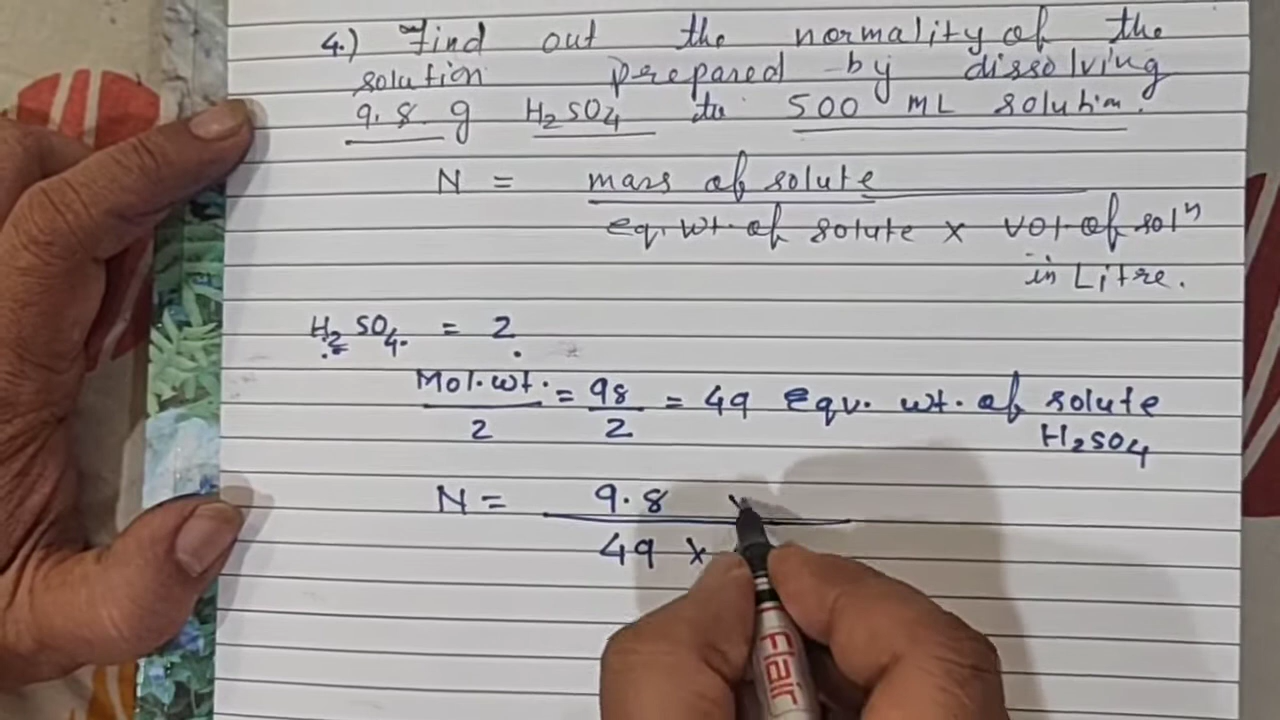 4.) Find out the normality of the
solution prepared by dissolving
9.8 g H2SO4 to 500 mL solution.
N = mass of solute
eq. wt. of solute x vol. of solⁿ
in Litre.
H2SO4 = 2
Mol. wt. / 2 = 98 / 2 = 49 eqv. wt. of solute
H2SO4
N = 9.8
49 x
Flair